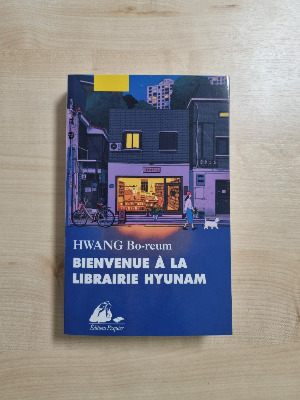 HWANG Bo-reum
BIENVENUE À LA
LIBRAIRIE HYUNAM
Éditions Picquier